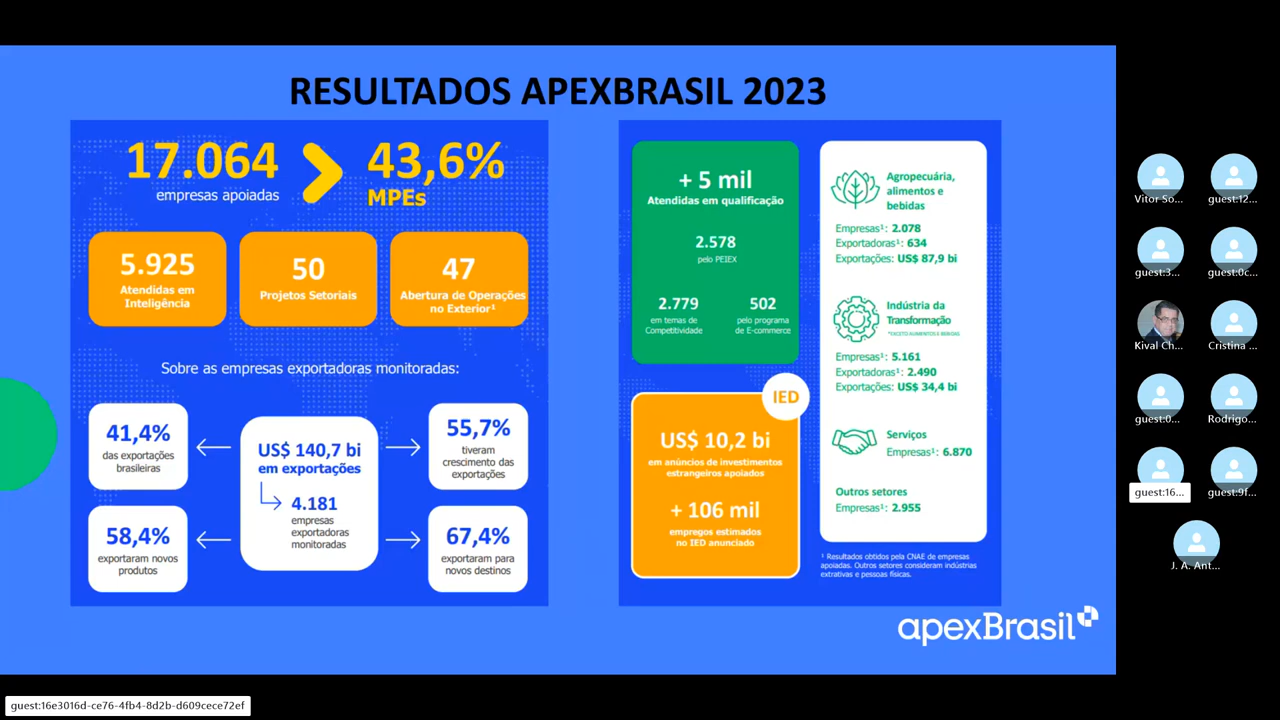 RESULTADOS APEXBRASIL 2023
17.064
empresas apoiadas
43,6%
MPEs
5.925
Atendidas em
Inteligência
50
Projetos Setoriais
47
Abertura de Operações
no Exterior¹
Sobre as empresas exportadoras monitoradas:
41,4%
das exportações
brasileiras
58,4%
exportaram novos
produtos
US$ 140,7 bi
em exportações
4.181
empresas
exportadoras
monitoradas
55,7%
tiveram
crescimento das
exportações
67,4%
exportaram para
novos destinos
+ 5 mil
Atendidas em qualificação
2.578
pelo PEIEX
2.779
em temas de
Competitividade
502
pelo programa
de E-commerce
IED
US$ 10,2 bi
em anúncios de investimentos
estrangeiros apoiados
+ 106 mil
empregos estimados
no IED anunciado
Agropecuária,
alimentos e
bebidas
Empresas¹: 2.078
Exportadoras¹: 634
Exportações: US$ 87,9 bi
Indústria da
Transformação
*EXCETO ALIMENTOS E BEBIDAS
Empresas¹: 5.161
Exportadoras¹: 2.490
Exportações: US$ 34,4 bi
Serviços
Empresas¹: 6.870
Outros setores
Empresas¹: 2.955
¹ Resultados obtidos pela CNAE de empresas
apoiadas. Outros setores consideram indústrias
extrativas e pessoas físicas.
apexBrasil
Vitor So...
guest:12...
guest:3...
guest:0c...
Kival Ch...
Cristina ...
guest:0...
Rodrigo...
guest:16...
guest:9f...
J. A. Ant...
guest:16e3016d-ce76-4fb4-8d2b-d609cece72ef